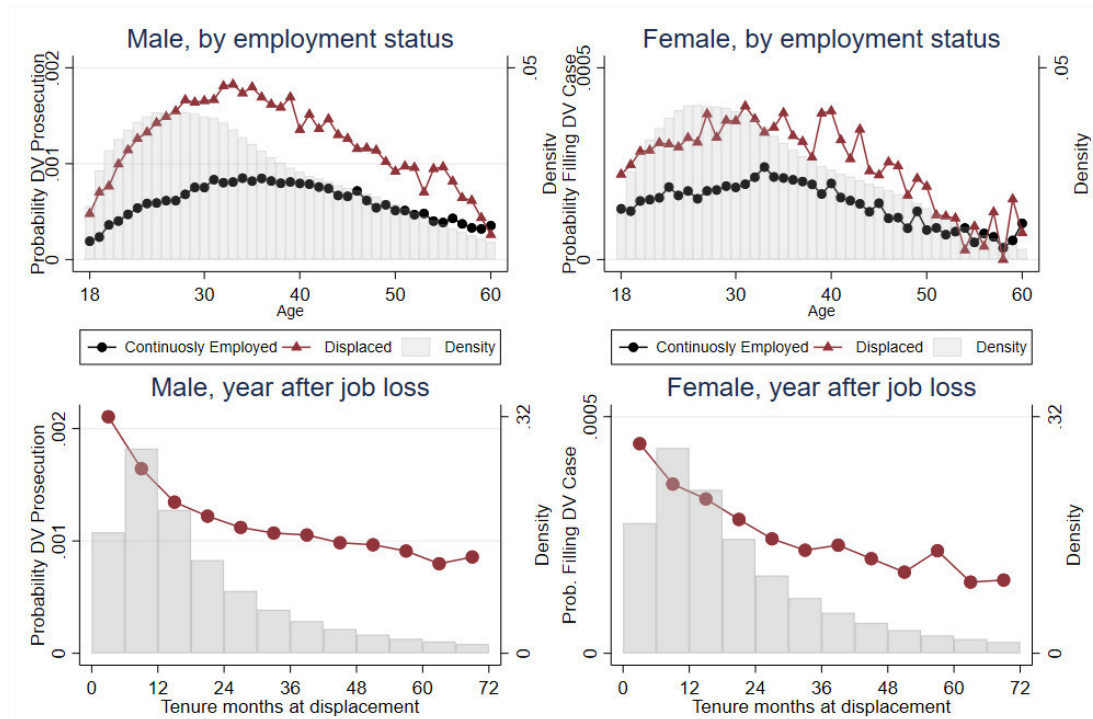 Male, by employment status
Probability DV Prosecution
0 .001 .002
Density
.05
18 30 40 50 60
Age
Continuosly Employed Displaced Density
Female, by employment status
Probability Filling DV Case
0 .0005
Density
.05
18 30 40 50 60
Age
Continuosly Employed Displaced Density
Male, year after job loss
Probability DV Prosecution
0 .001 .002
Density
0 .32
0 12 24 36 48 60 72
Tenure months at displacement
Female, year after job loss
Prob. Filling DV Case
0 .0005
Density
0 .32
0 12 24 36 48 60 72
Tenure months at displacement